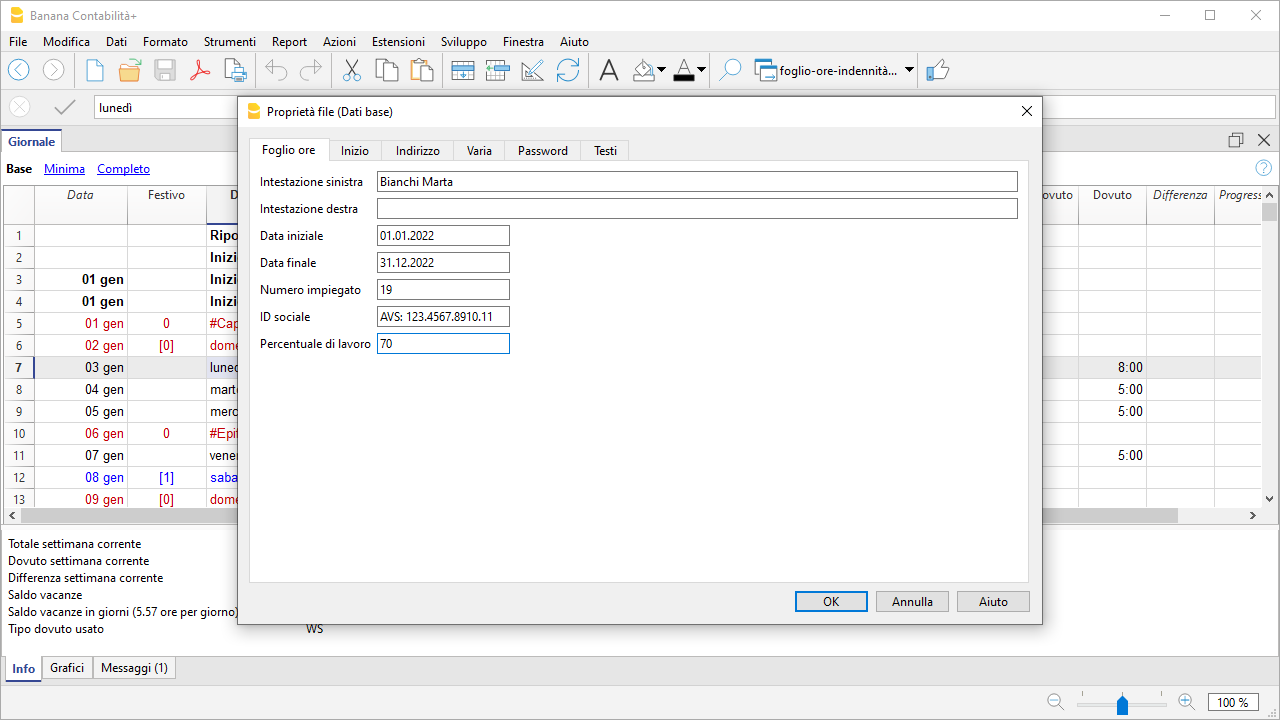 Banana Contabilità+
File Modifica Dati Formato Strumenti Report Azioni Estensioni Sviluppo Finestra Aiuto
foglio-ore-indennità...
lunedì
Proprietà file (Dati base)
Foglio ore Inizio Indirizzo Varia Password Testi
Intestazione sinistra Bianchi Marta
Intestazione destra
Data iniziale 01.01.2022
Data finale 31.12.2022
Numero impiegato 19
ID sociale AVS: 123.4567.8910.11
Percentuale di lavoro 70
OK Annulla Aiuto
Giornale
Base Minima Completo
Data Festivo D ovuto Dovuto Differenza Progress
1 Ripo
2 Inizi
3 01 gen Inizi
4 01 gen Inizi
5 01 gen 0 #Cap
6 02 gen [0] dome
7 03 gen luned 8:00
8 04 gen marte 5:00
9 05 gen merc 5:00
10 06 gen 0 #Epif
11 07 gen vener 5:00
12 08 gen [1] saba
13 09 gen [0] dome
Totale settimana corrente
Dovuto settimana corrente
Differenza settimana corrente
Saldo vacanze
Saldo vacanze in giorni (5.57 ore per giorno)
Tipo dovuto usato WS
Info Grafici Messaggi (1)
100 %